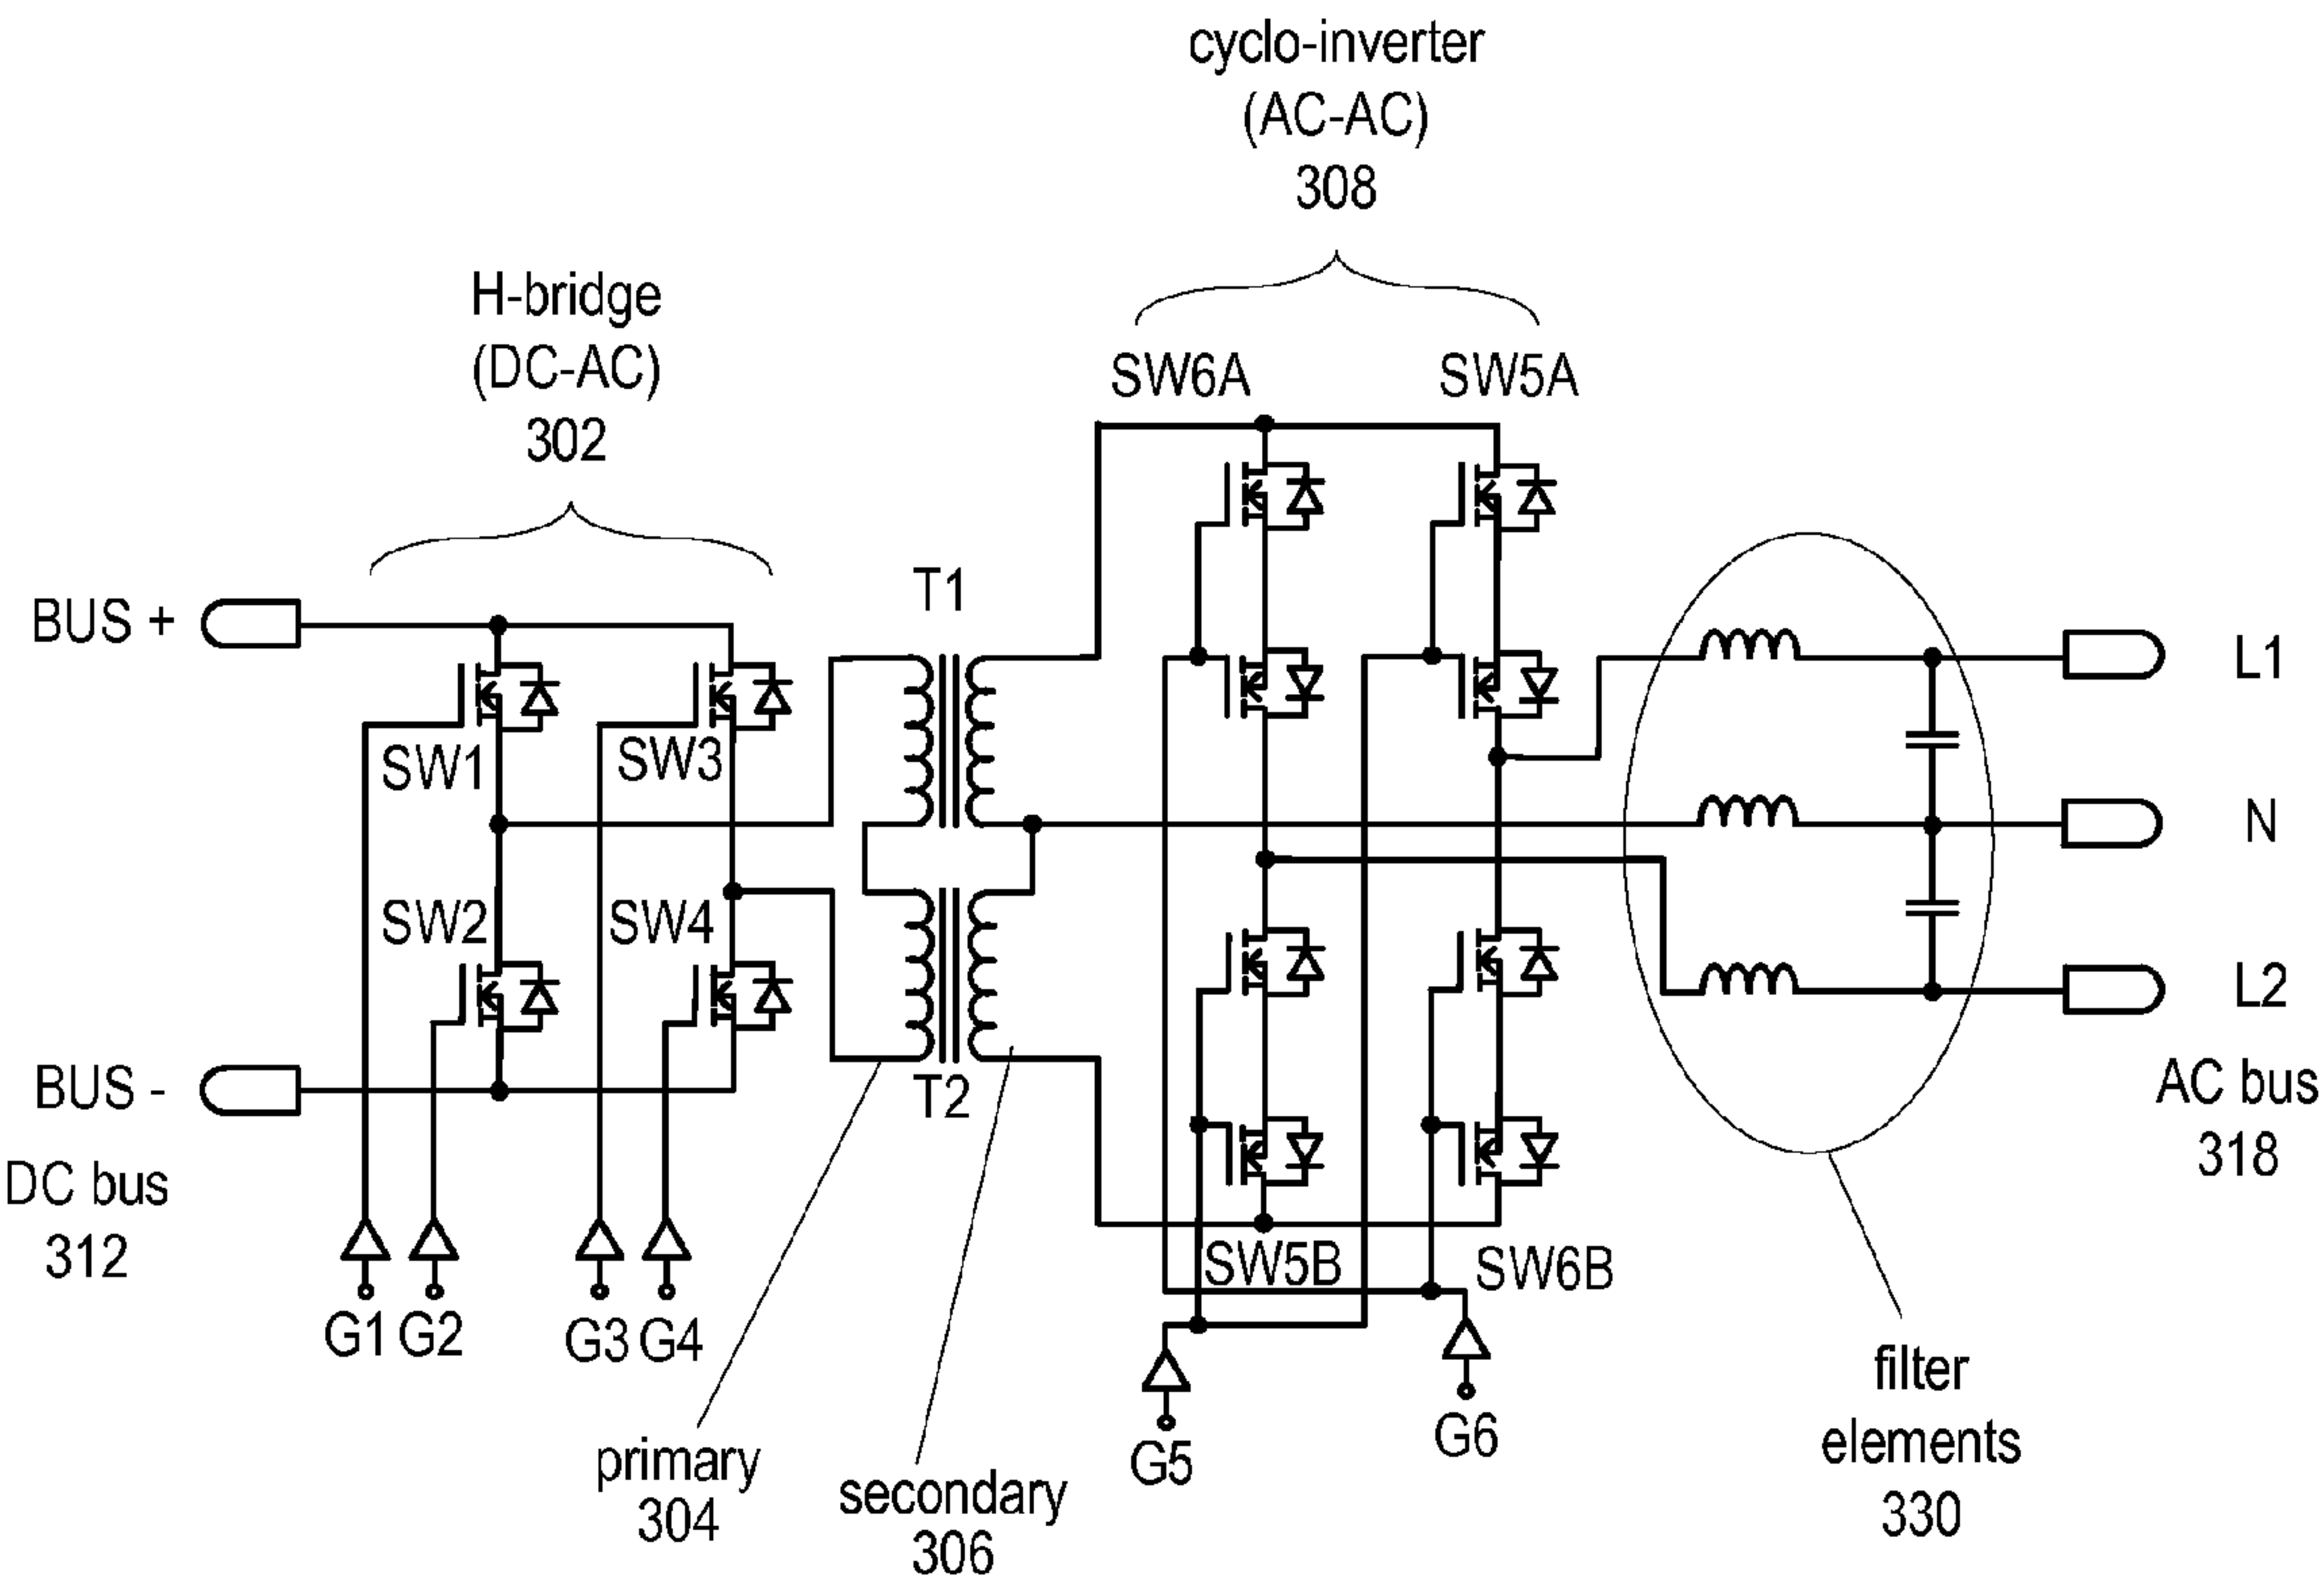 cyclo-inverter
(AC-AC)
308
H-bridge
(DC-AC)
302
SW6A
SW5A
T1
BUS +
L1
SW1
SW3
N
SW2
SW4
L2
BUS -
T2
AC bus
318
DC bus
312
SW5B
SW6B
G1
G2
G3
G4
filter
elements
330
G5
G6
primary
304
secondary
306